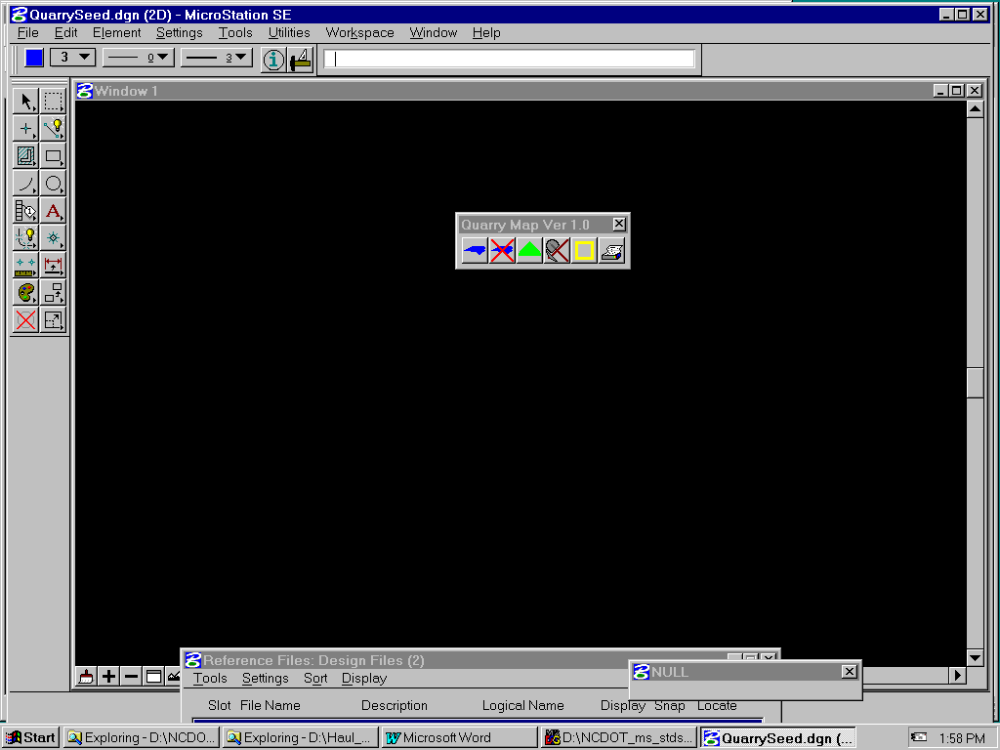 QuarrySeed.dgn (2D) - MicroStation SE
File Edit Element Settings Tools Utilities Workspace Window Help
3 0 3
Window 1
Quarry Map Ver 1.0
A
Reference Files: Design Files (2)
Tools Settings Sort Display
NULL
Slot File Name Description Logical Name Display Snap Locate
Start Exploring - D:\NCDO... Exploring - D:\Haul_... Microsoft Word D:\NCDOT_ms_stds... QuarrySeed.dgn (... 1:58 PM